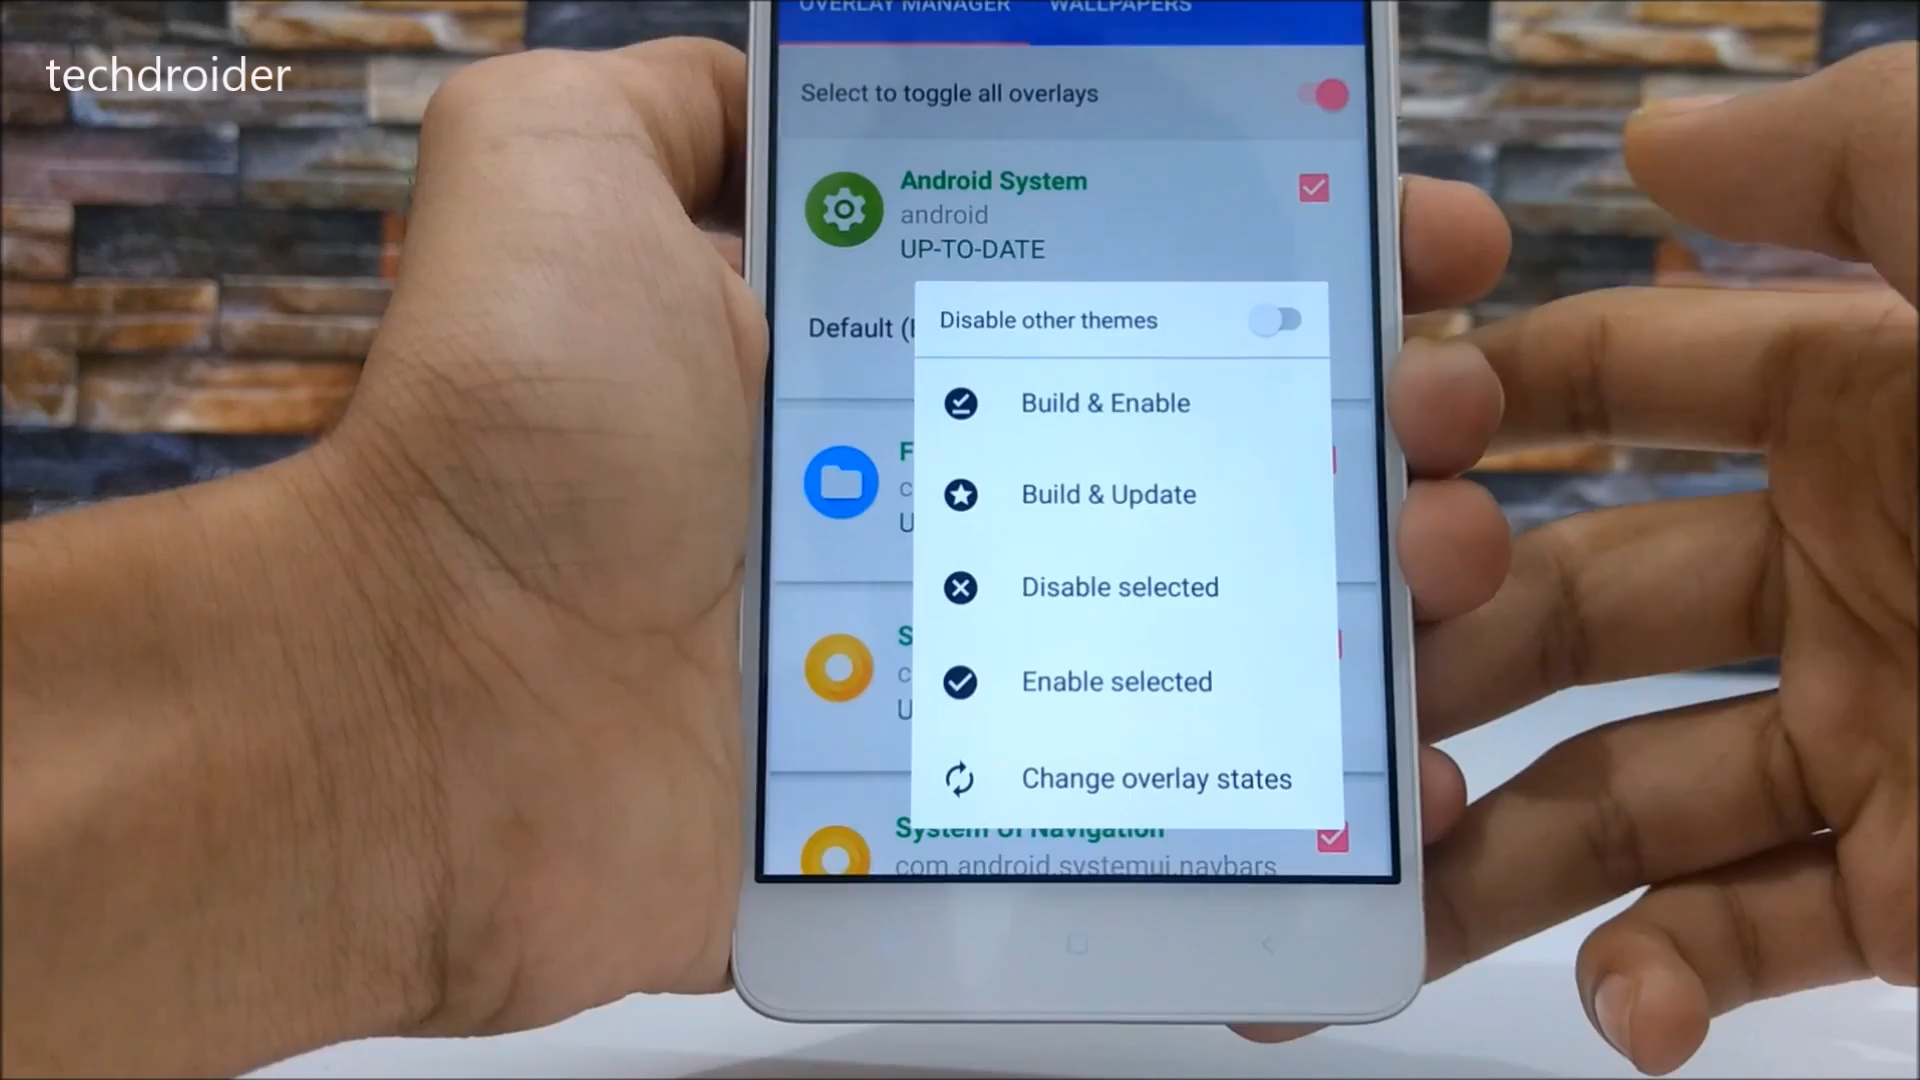 techdroider
OVERLAY MANAGER WALLPAPERS
Select to toggle all overlays
Android System
android
UP-TO-DATE
Default (
Disable other themes
Build & Enable
F
c
Build & Update
U
Disable selected
S
c
Enable selected
U
Change overlay states
System UI Navigation
com.android.systemui.navbars